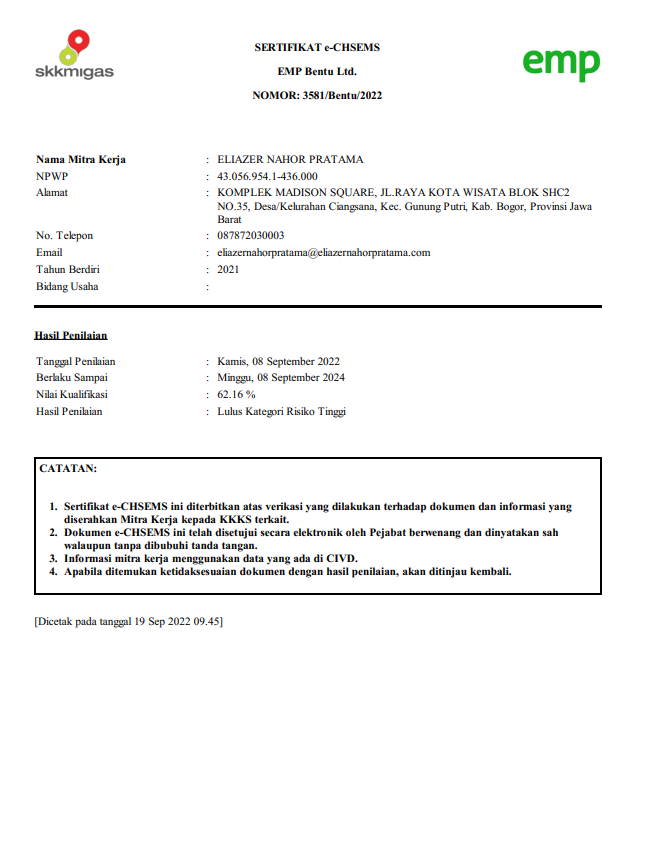 skkmigas
SERTIFIKAT e-CHSEMS
EMP Bentu Ltd.
NOMOR: 3581/Bentu/2022
emp
Nama Mitra Kerja : ELIAZER NAHOR PRATAMA
NPWP : 43.056.954.1-436.000
Alamat : KOMPLEK MADISON SQUARE, JL.RAYA KOTA WISATA BLOK SHC2
NO.35, Desa/Kelurahan Ciangsana, Kec. Gunung Putri, Kab. Bogor, Provinsi Jawa
Barat
No. Telepon : 087872030003
Email : eliazernahorpratama@eliazernahorpratama.com
Tahun Berdiri : 2021
Bidang Usaha :
Hasil Penilaian
Tanggal Penilaian : Kamis, 08 September 2022
Berlaku Sampai : Minggu, 08 September 2024
Nilai Kualifikasi : 62.16 %
Hasil Penilaian : Lulus Kategori Risiko Tinggi
CATATAN:
1. Sertifikat e-CHSEMS ini diterbitkan atas verifikasi yang dilakukan terhadap dokumen dan informasi yang
diserahkan Mitra Kerja kepada KKKS terkait.
2. Dokumen e-CHSEMS ini telah disetujui secara elektronik oleh Pejabat berwenang dan dinyatakan sah
walaupun tanpa dibubuhi tanda tangan.
3. Informasi mitra kerja menggunakan data yang ada di CIVD.
4. Apabila ditemukan ketidaksesuaian dokumen dengan hasil penilaian, akan ditinjau kembali.
[Dicetak pada tanggal 19 Sep 2022 09.45]